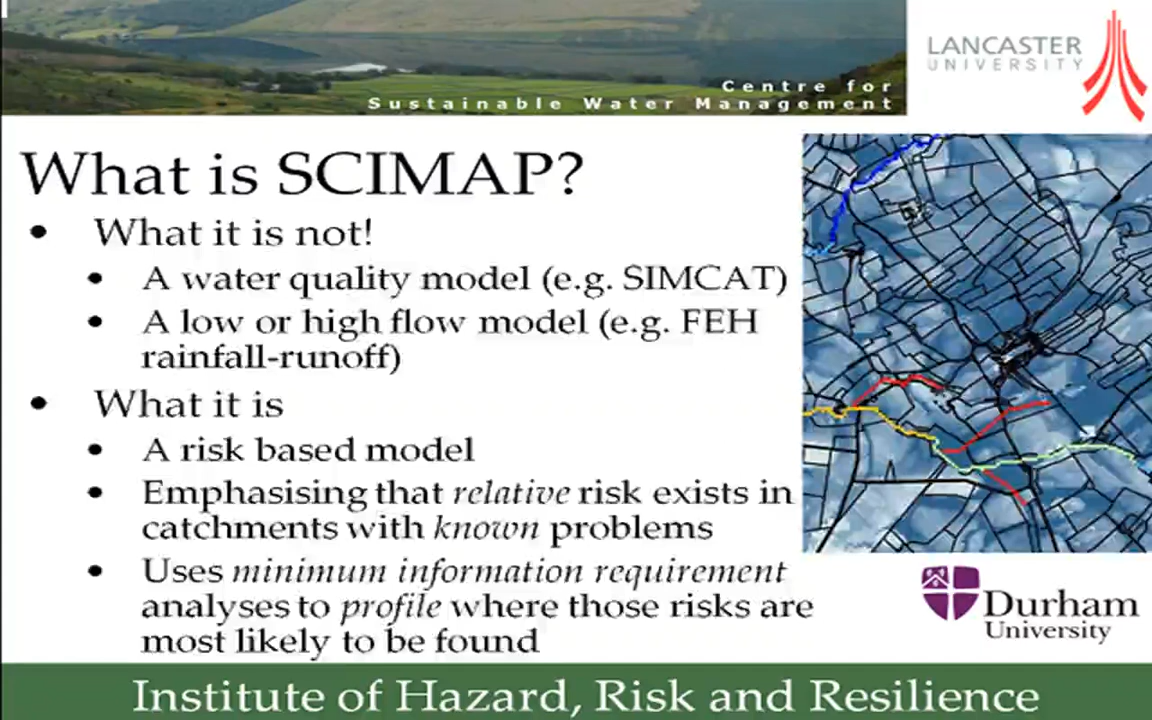 Centre for
Sustainable Water Management
LANCASTER
UNIVERSITY
What is SCIMAP?
• What it is not!
• A water quality model (e.g. SIMCAT)
• A low or high flow model (e.g. FEH
rainfall-runoff)
• What it is
• A risk based model
• Emphasising that relative risk exists in
catchments with known problems
• Uses minimum information requirement
analyses to profile where those risks are
most likely to be found
Durham
University
Institute of Hazard, Risk and Resilience